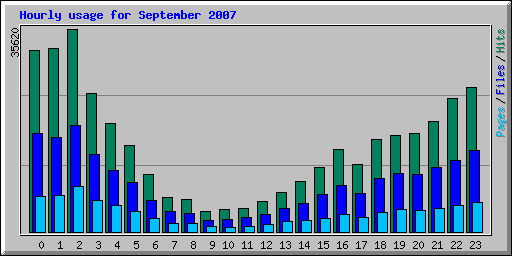 Hourly usage for September 2007
35620
Pages/Files/Hits
0 1 2 3 4 5 6 7 8 9 10 11 12 13 14 15 16 17 18 19 20 21 22 23